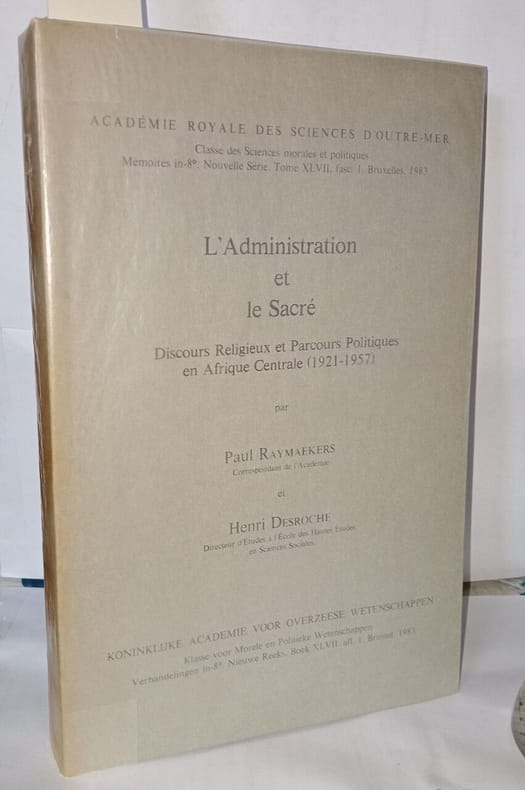 ACADÉMIE ROYALE DES SCIENCES D'OUTRE-MER
Classe des Sciences morales et politiques
Mémoires in-8º. Nouvelle Série. Tome XLVII, fasc. 1. Bruxelles, 1983
L'Administration
et
le Sacré
Discours Religieux et Parcours Politiques
en Afrique Centrale (1921-1957)
par
Paul RAYMAEKERS
Correspondant de l'Académie
et
Henri DESROCHE
Directeur d'Études à l'École des Hautes Études
en Sciences Sociales
KONINKLIJKE ACADEMIE VOOR OVERZEESE WETENSCHAPPEN
Klasse voor Morele en Politieke Wetenschappen
Verhandelingen in-8º. Nieuwe Reeks. Boek XLVII, afl. 1. Brussel, 1983